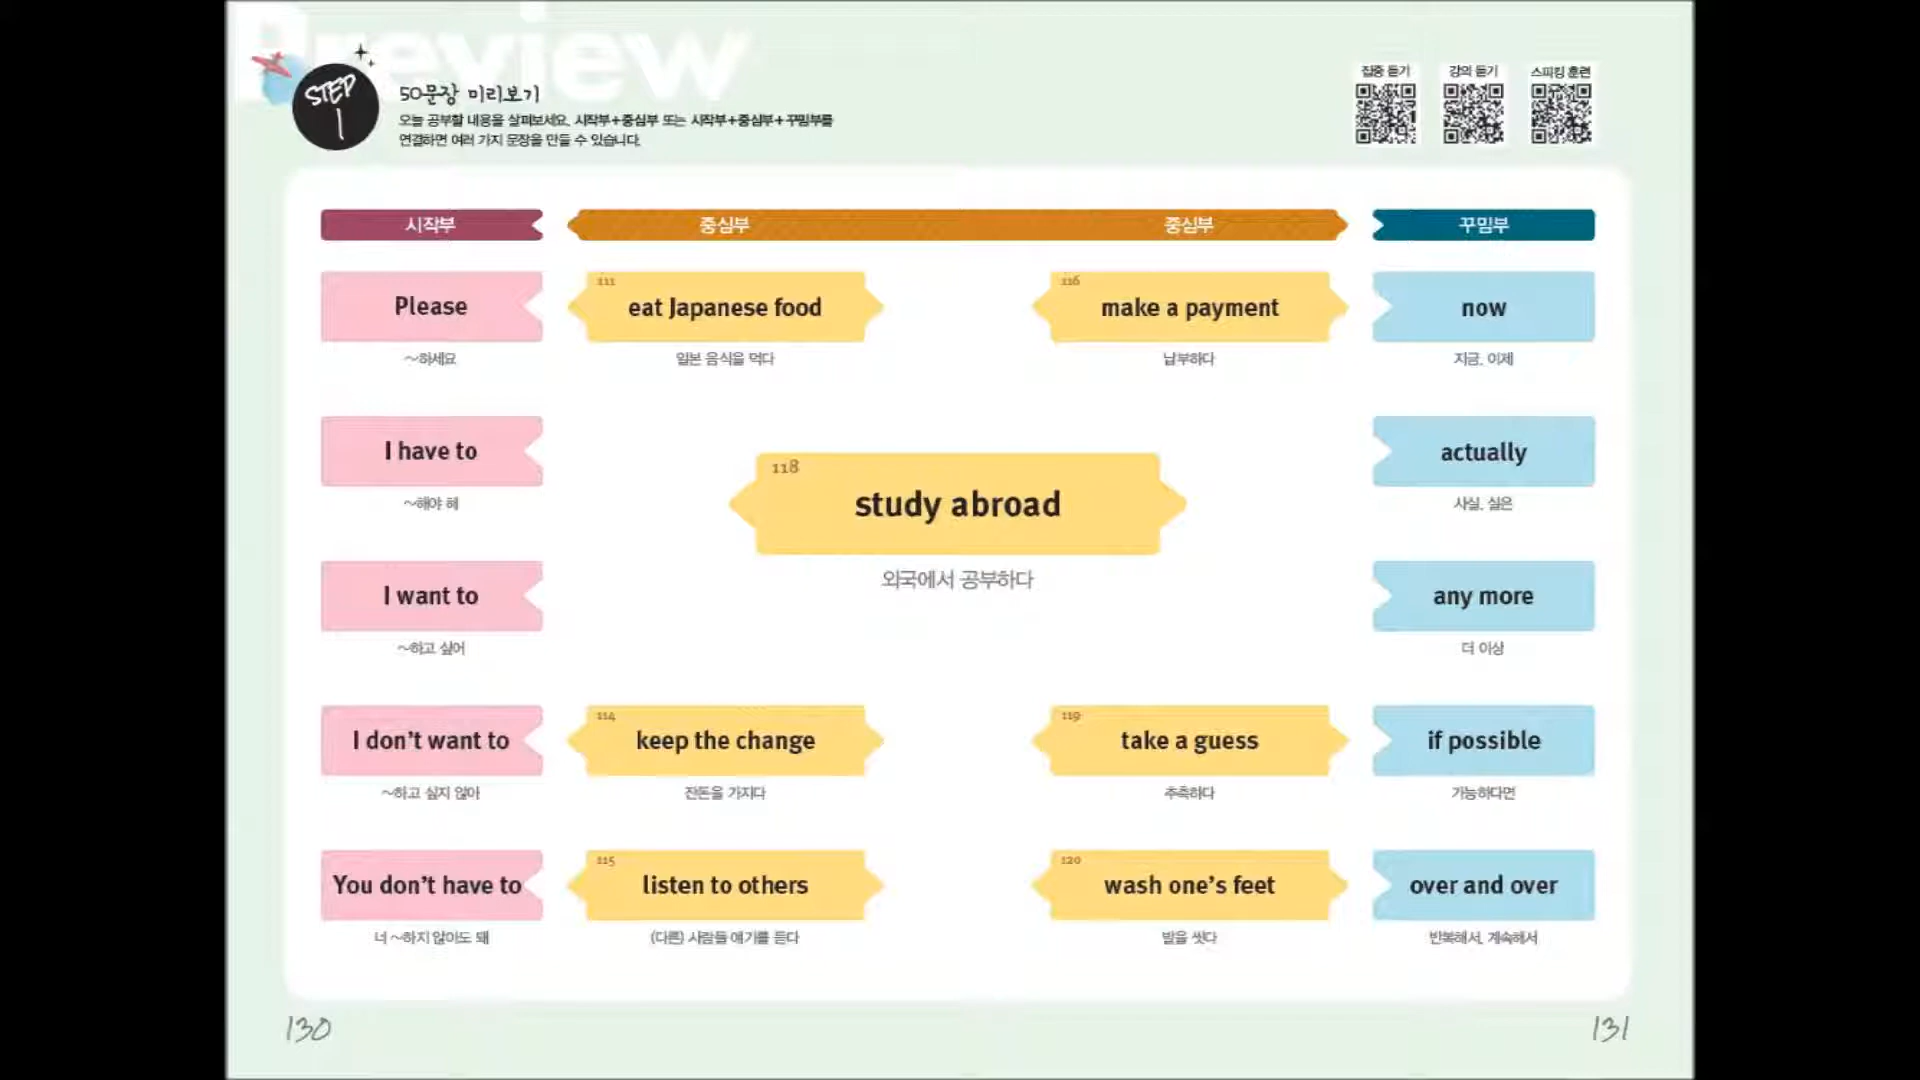 Preview
STEP
1
50문장 미리보기
오늘 공부할 내용을 살펴보세요. 시작부+중심부 또는 시작부+중심부+꾸밈부를
연결하면 여러 가지 문장을 만들 수 있습니다.
집중 듣기
강의 듣기
스피킹 훈련
시작부
중심부
중심부
꾸밈부
Please
~하세요
111
eat Japanese food
일본 음식을 먹다
116
make a payment
납부하다
now
지금, 이제
I have to
~해야 해
118
study abroad
외국에서 공부하다
actually
사실, 실은
I want to
~하고 싶어
any more
더 이상
I don't want to
~하고 싶지 않아
114
keep the change
잔돈을 가지다
119
take a guess
추측하다
if possible
가능하다면
You don't have to
너 ~하지 않아도 돼
115
listen to others
(다른) 사람들 얘기를 듣다
120
wash one's feet
발을 씻다
over and over
반복해서, 계속해서
130
131